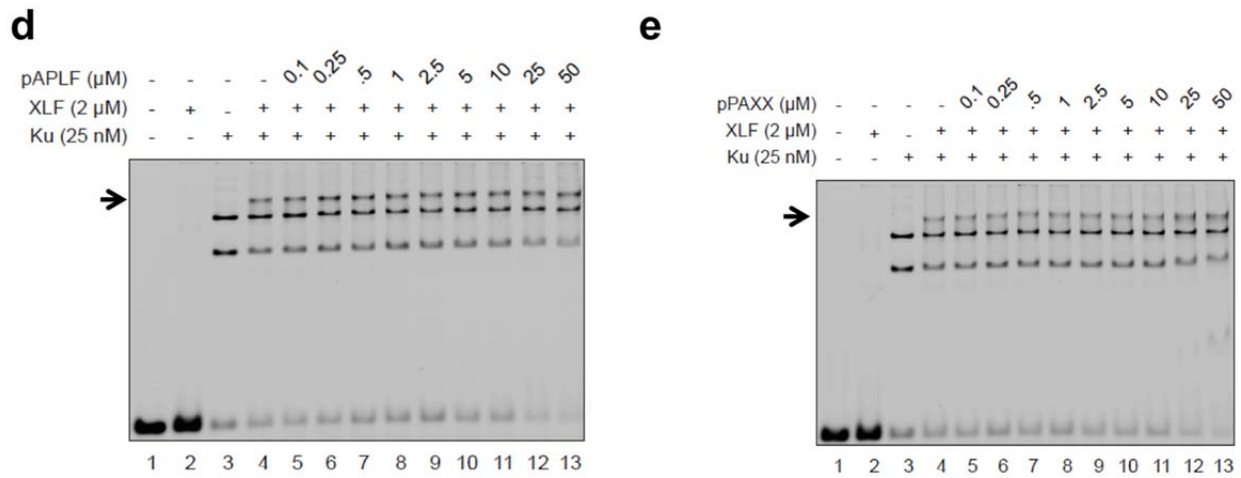 d
pAPLF (µM) - - - - 0.1 0.25 .5 1 2.5 5 10 25 50
XLF (2 µM) - + - + + + + + + + + + +
Ku (25 nM) - - + + + + + + + + + + +
1 2 3 4 5 6 7 8 9 10 11 12 13
e
pPAXX (µM) - - - - 0.1 0.25 .5 1 2.5 5 10 25 50
XLF (2 µM) - + - + + + + + + + + + +
Ku (25 nM) - - + + + + + + + + + + +
1 2 3 4 5 6 7 8 9 10 11 12 13